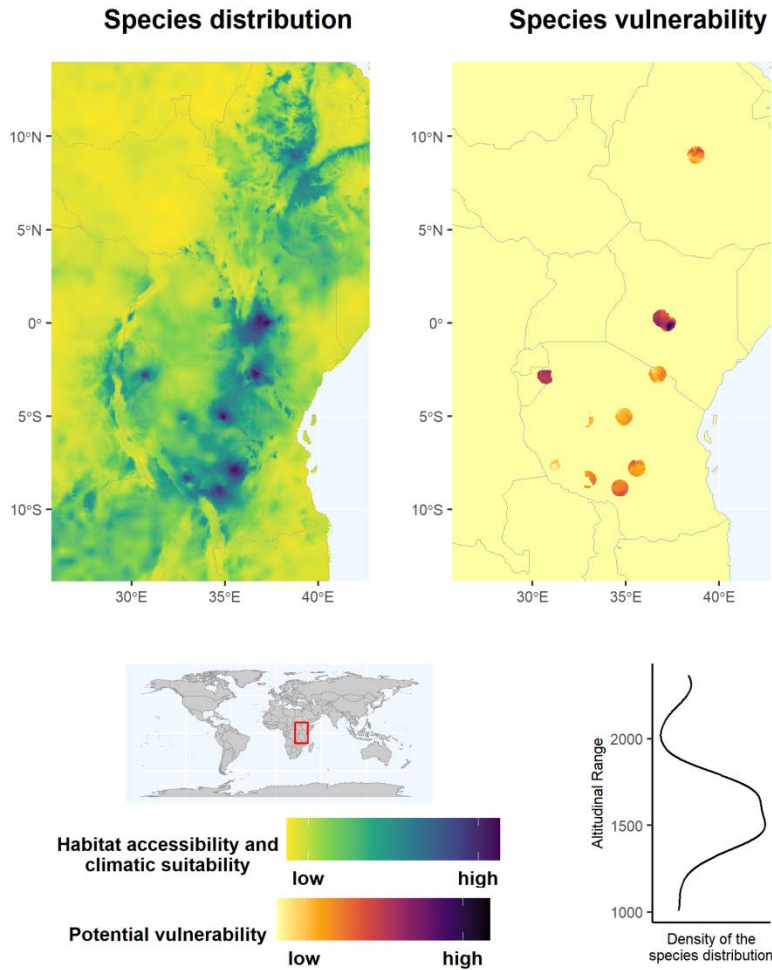 Species distribution
Species vulnerability
10°N
5°N
0°
5°S
10°S
30°E
35°E
40°E
10°N
5°N
0°
5°S
10°S
30°E
35°E
40°E
Habitat accessibility and
climatic suitability
low
high
Potential vulnerability
low
high
Altitudinal Range
2000
1500
1000
Density of the
species distribution